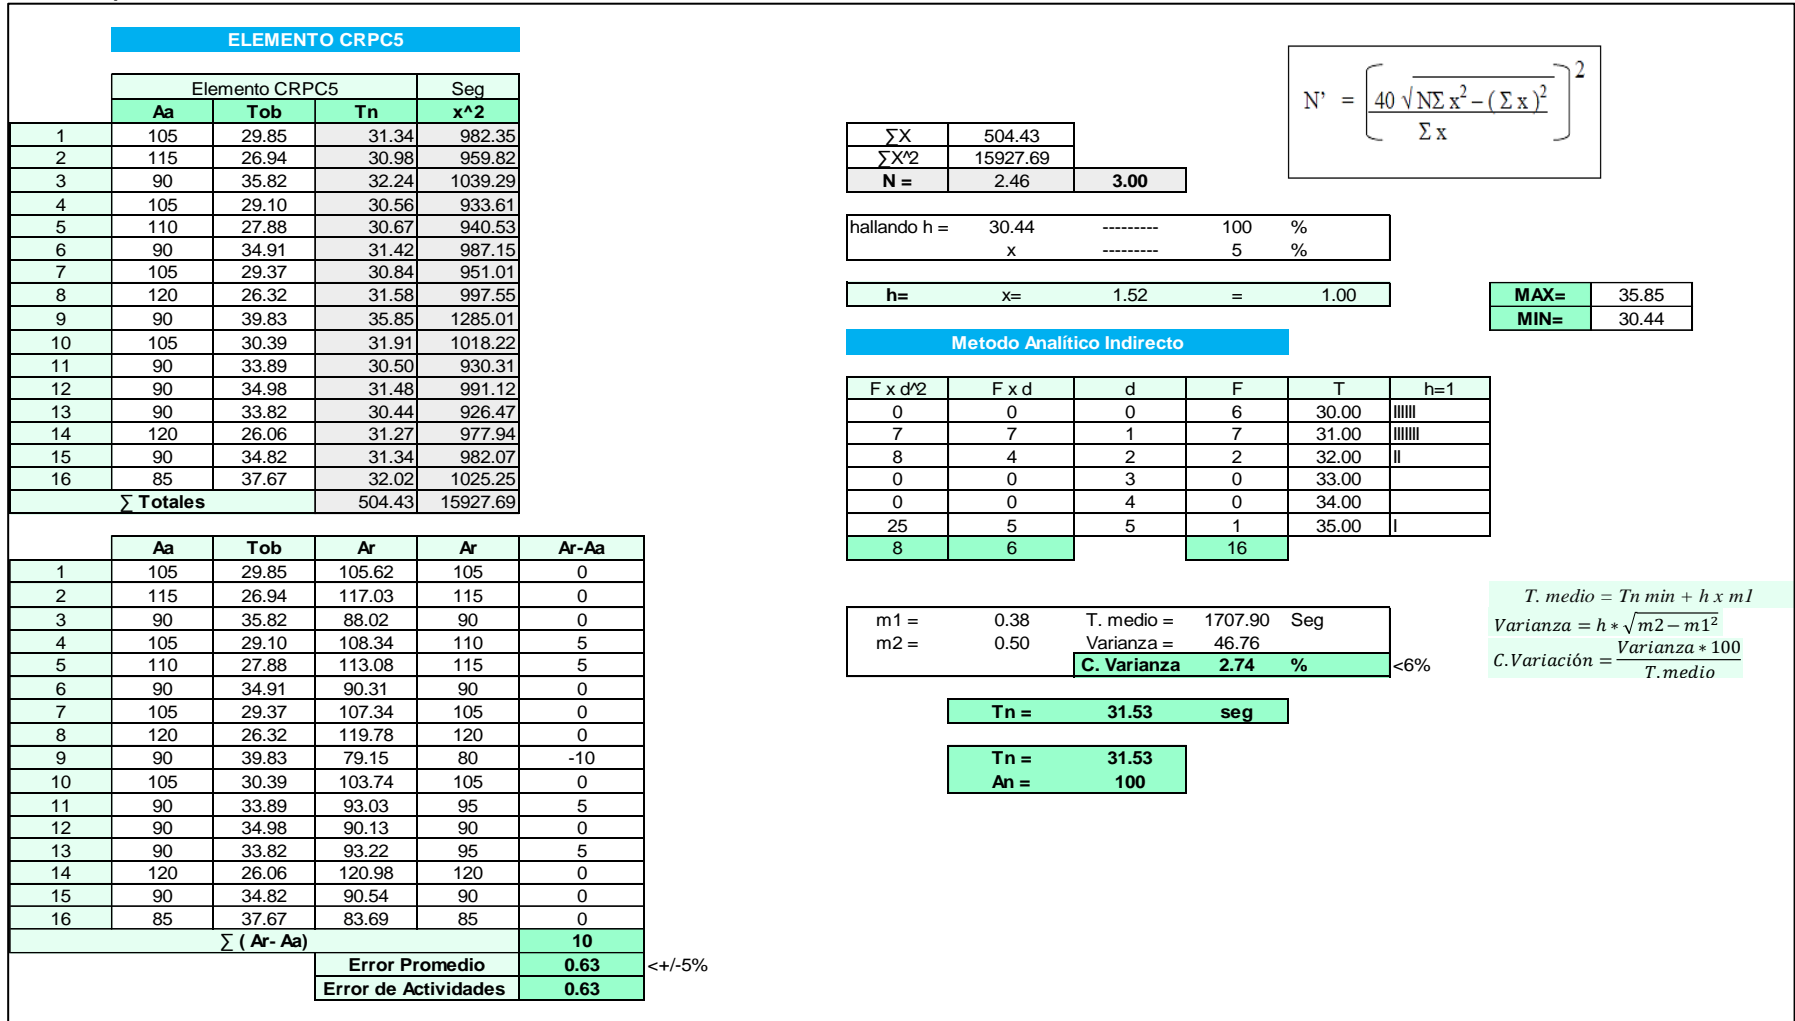 ELEMENTO CRPC5
Elemento CRPC5 Seg
Aa Tob Tn x^2
1 105 29.85 31.34 982.35
2 115 26.94 30.98 959.82
3 90 35.82 32.24 1039.29
4 105 29.10 30.56 933.61
5 110 27.88 30.67 940.53
6 90 34.91 31.42 987.15
7 105 29.37 30.84 951.01
8 120 26.32 31.58 997.55
9 90 39.83 35.85 1285.01
10 105 30.39 31.91 1018.22
11 90 33.89 30.50 930.31
12 90 34.98 31.48 991.12
13 90 33.82 30.44 926.47
14 120 26.06 31.27 977.94
15 90 34.82 31.34 982.07
16 85 37.67 32.02 1025.25
∑ Totales 504.43 15927.69
Aa Tob Ar Ar Ar-Aa
1 105 29.85 105.62 105 0
2 115 26.94 117.03 115 0
3 90 35.82 88.02 90 0
4 105 29.10 108.34 110 5
5 110 27.88 113.08 115 5
6 90 34.91 90.31 90 0
7 105 29.37 107.34 105 0
8 120 26.32 119.78 120 0
9 90 39.83 79.15 80 -10
10 105 30.39 103.74 105 0
11 90 33.89 93.03 95 5
12 90 34.98 90.13 90 0
13 90 33.82 93.22 95 5
14 120 26.06 120.98 120 0
15 90 34.82 90.54 90 0
16 85 37.67 83.69 85 0
∑ ( Ar- Aa) 10
Error Promedio 0.63 <+/-5%
Error de Actividades 0.63
∑X 504.43
∑X^2 15927.69
N = 2.46 3.00
N' = [40 √NΣ x² – ( Σ x )² / Σ x]²
hallando h = 30.44 --------- 100 %
x --------- 5 %
h= x= 1.52 = 1.00
MAX= 35.85
MIN= 30.44
Metodo Analítico Indirecto
F x d^2 F x d d F T h=1
0 0 0 6 30.00 IIIIII
7 7 1 7 31.00 IIIIIII
8 4 2 2 32.00 II
0 0 3 0 33.00
0 0 4 0 34.00
25 5 5 1 35.00 I
8 6 16
m1 = 0.38 T. medio = 1707.90 Seg
m2 = 0.50 Varianza = 46.76
C. Varianza 2.74 % <6%
T. medio = Tn min + h x m1
Varianza = h * √m2 − m1²
C.Variación = Varianza * 100 / T.medio
Tn = 31.53 seg
Tn = 31.53
An = 100